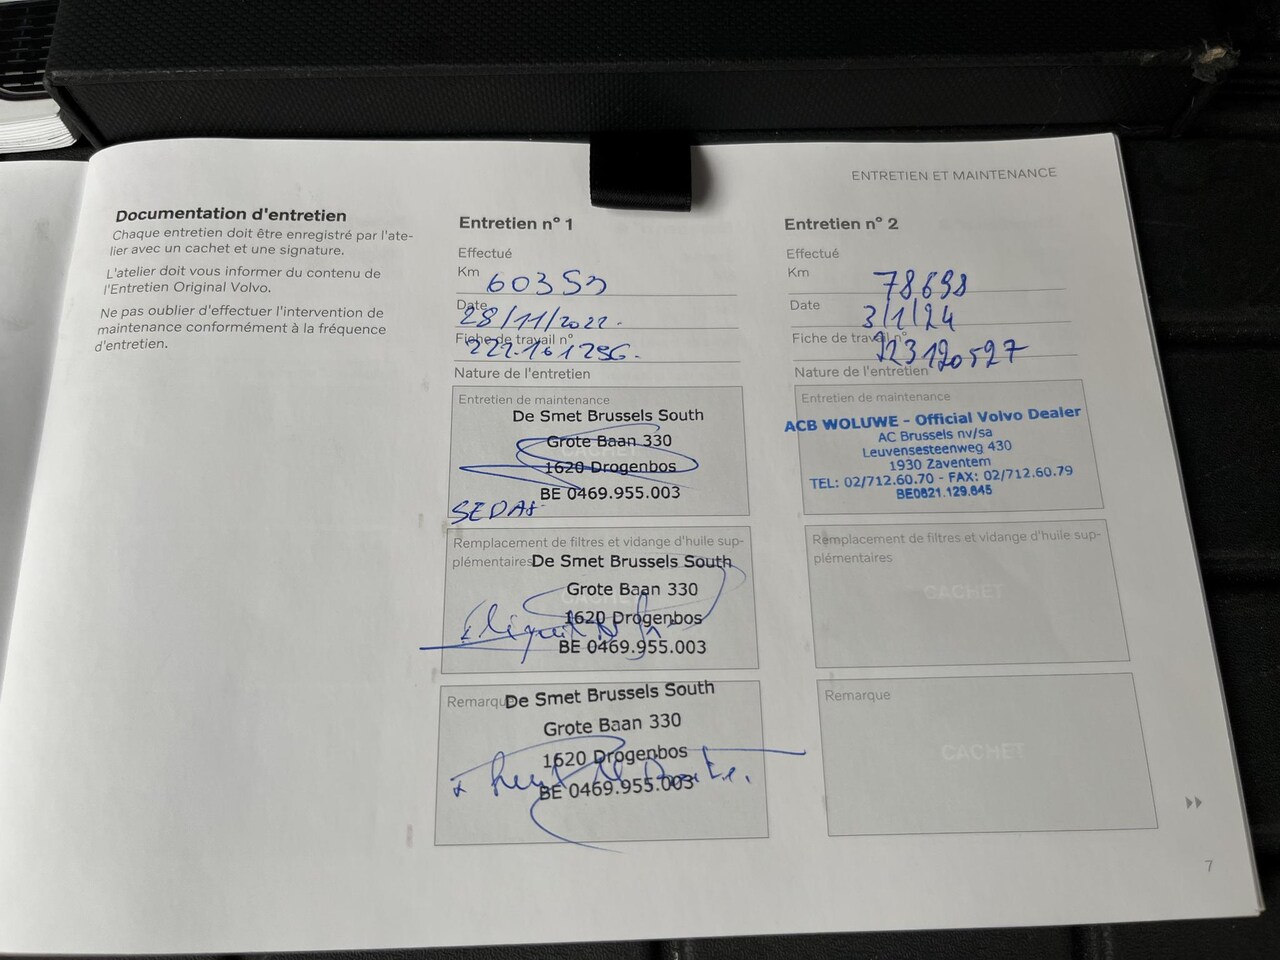 ENTRETIEN ET MAINTENANCE
Documentation d'entretien
Chaque entretien doit être enregistré par l'ate-
lier avec un cachet et une signature.
L'atelier doit vous informer du contenu de
l'Entretien Original Volvo.
Ne pas oublier d'effectuer l'intervention de
maintenance conformément à la fréquence
d'entretien.
Entretien n° 1
Effectué
Km 60353
Date
28/11/2022.
Fiche de travail n°
222.161296.
Nature de l'entretien
Entretien de maintenance
De Smet Brussels South
Grote Baan 330
CACHET
1620 Drogenbos
BE 0469.955.003
Remplacement de filtres et vidange d'huile sup-
plémentaires
De Smet Brussels South
Grote Baan 330
CACHET
1620 Drogenbos
BE 0469.955.003
Remarque
De Smet Brussels South
Grote Baan 330
1620 Drogenbos
BE 0469.955.003
Entretien n° 2
Effectué
Km 78698
Date 3/1/24
Fiche de travail n°
223120527
Nature de l'entretien
Entretien de maintenance
ACB WOLUWE - Official Volvo Dealer
AC Brussels nv/sa
Leuvensesteenweg 430
1930 Zaventem
TEL: 02/712.60.70 - FAX: 02/712.60.79
BE0821.129.645
Remplacement de filtres et vidange d'huile sup-
plémentaires
CACHET
Remarque
CACHET
7